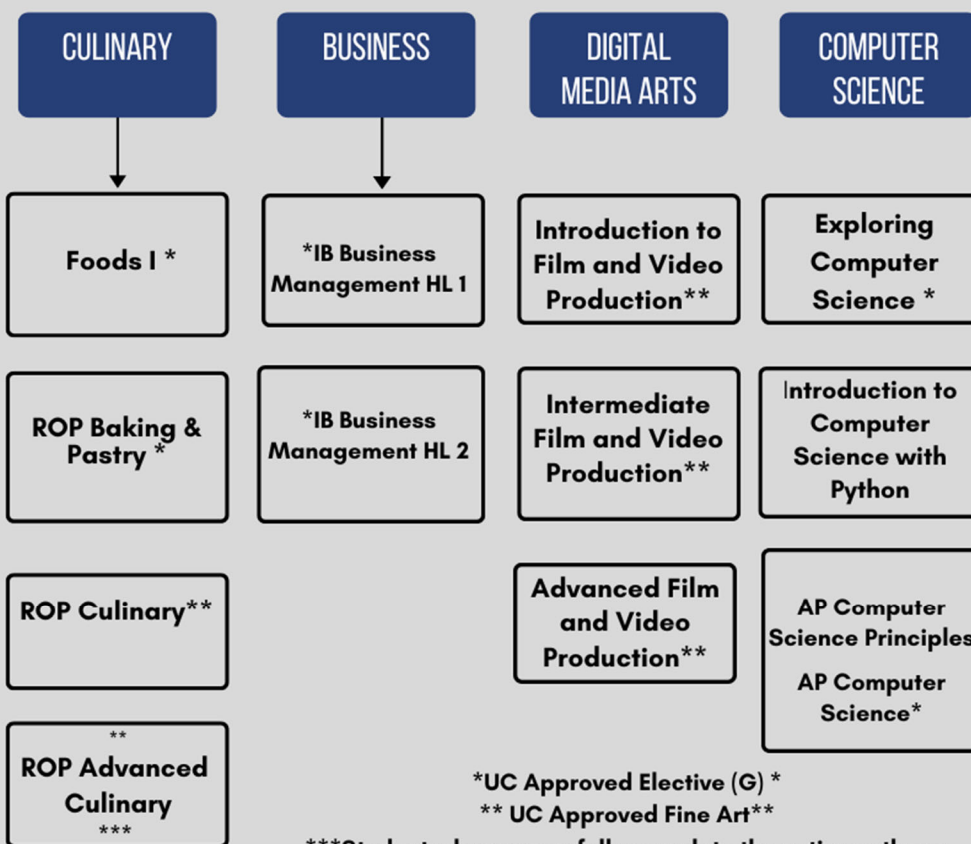 CULINARY
BUSINESS
DIGITAL
MEDIA ARTS
COMPUTER
SCIENCE
Foods I *
*IB Business
Management HL 1
Introduction to
Film and Video
Production**
Exploring
Computer
Science *
ROP Baking &
Pastry *
*IB Business
Management HL 2
Intermediate
Film and Video
Production**
Introduction to
Computer
Science with
Python
ROP Culinary**
Advanced Film
and Video
Production**
AP Computer
Science Principles
AP Computer
Science*
**
ROP Advanced
Culinary
***
*UC Approved Elective (G) *
** UC Approved Fine Art**